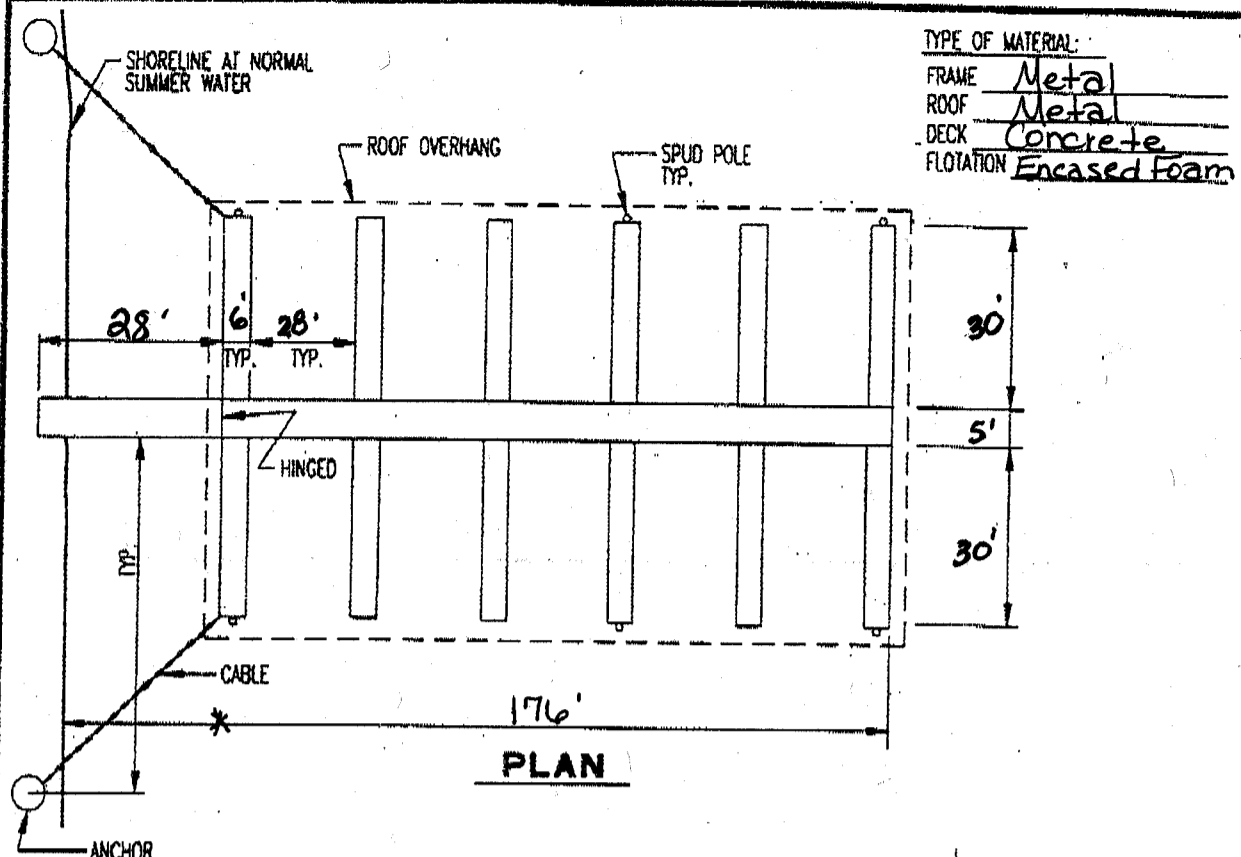 SHORELINE AT NORMAL
SUMMER WATER
TYPE OF MATERIAL:
FRAME Metal
ROOF Metal
DECK Concrete
FLOTATION Encased Foam
ROOF OVERHANG
SPUD POLE
TYP.
28'
6'
TYP.
28'
TYP.
30'
5'
HINGED
TYP.
30'
CABLE
176'
PLAN
ANCHOR